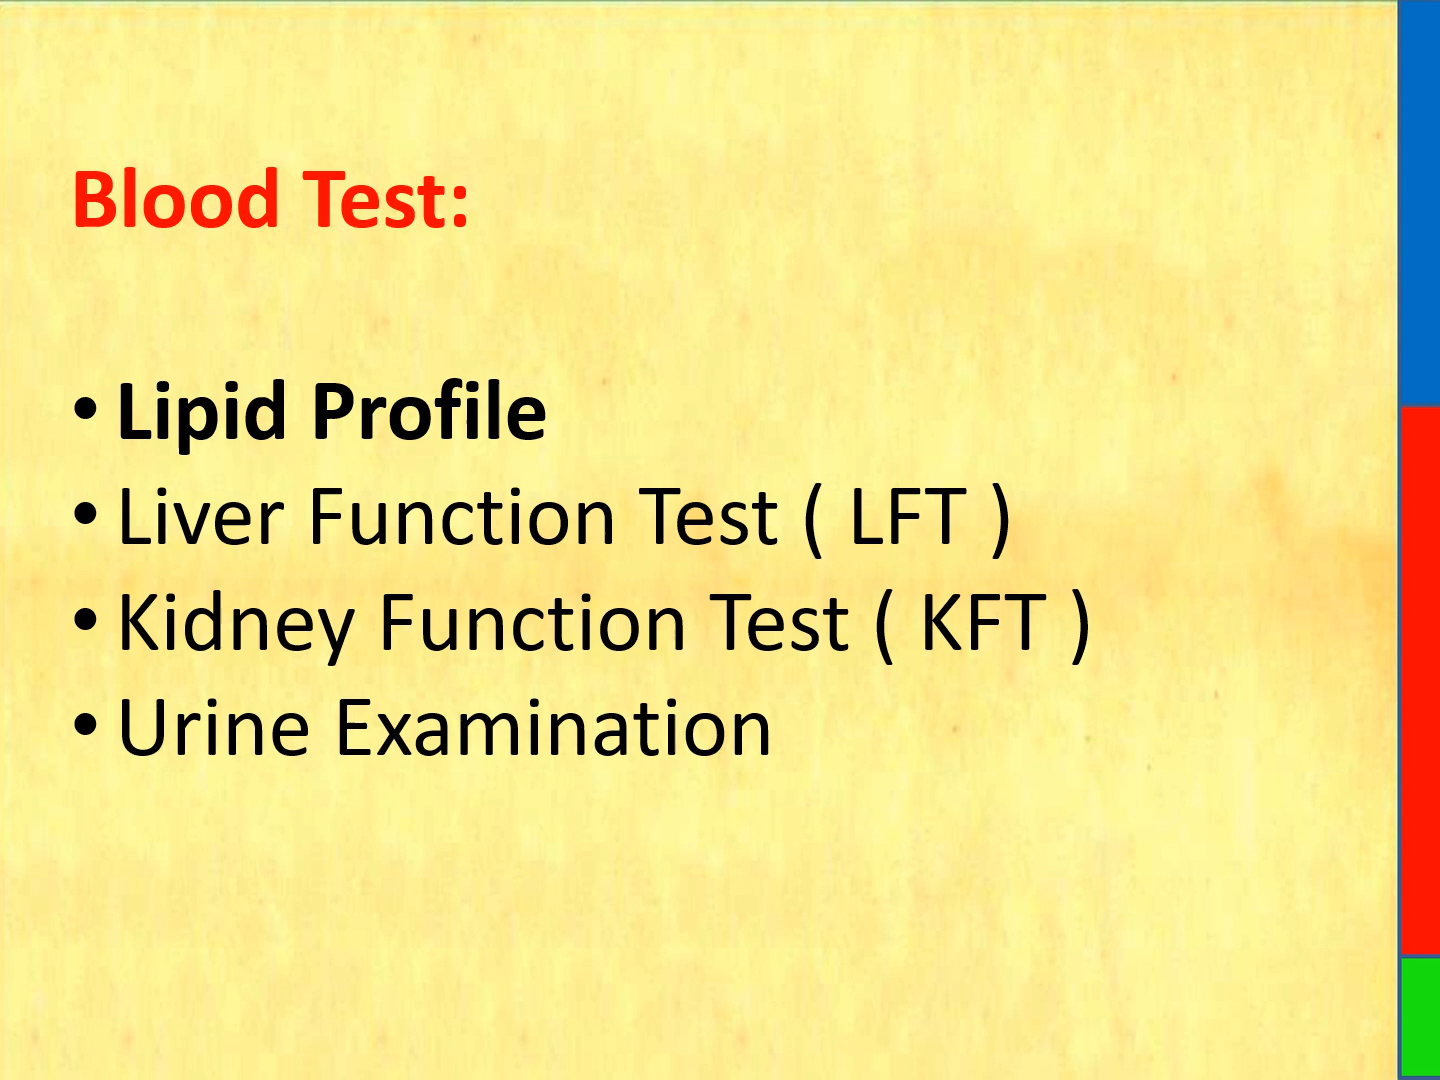 Blood Test:
• Lipid Profile
• Liver Function Test ( LFT )
• Kidney Function Test ( KFT )
• Urine Examination